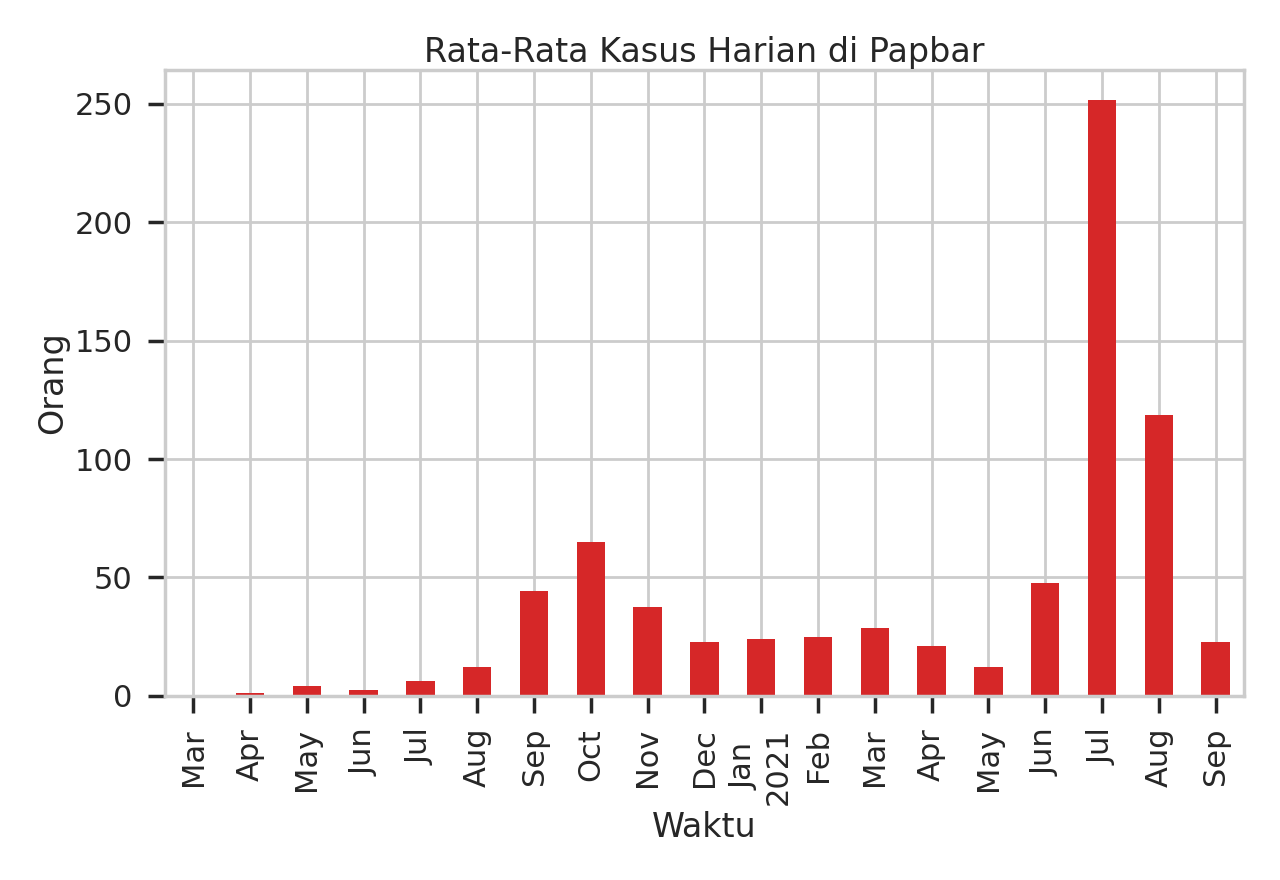 Rata-Rata Kasus Harian di Papbar
250
200
150
100
50
0
Orang
Mar
Apr
May
Jun
Jul
Aug
Sep
Oct
Nov
Dec
Jan
2021
Feb
Mar
Apr
May
Jun
Jul
Aug
Sep
Waktu